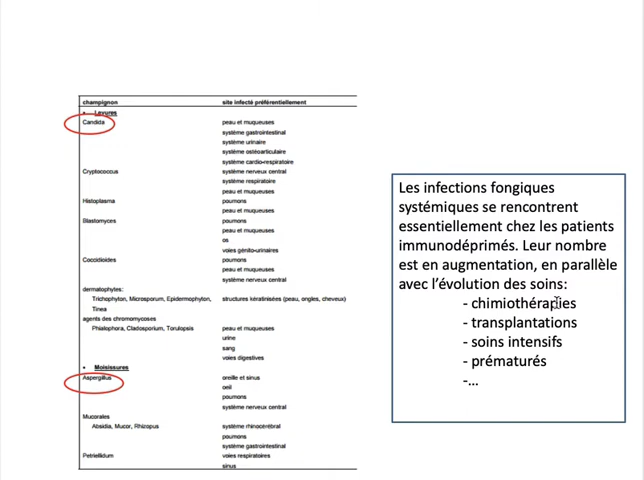 champignon site infecté préférentiellement
• Levures
Candida peau et muqueuses
système gastrointestinal
système urinaire
système ostéoarticulaire
système cardio-respiratoire
Cryptococcus système nerveux central
système respiratoire
peau et muqueuses
Histoplasma poumons
peau et muqueuses
Blastomyces poumons
peau et muqueuses
os
voies génito-urinaires
Coccidioides poumons
peau et muqueuses
système nerveux central
dermatophytes:
Trichophyton, Microsporum, Epidermophyton, structures kératinisées (peau, ongles, cheveux)
Tinea
agents des chromomycoses
Phialophora, Cladosporium, Torulopsis peau et muqueuses
urine
sang
voies digestives
• Moisissures
Aspergillus oreille et sinus
oeil
poumons
système nerveux central
Mucorales
Absidia, Mucor, Rhizopus système rhinocérébral
poumons
système gastrointestinal
Petriellidum voies respiratoires
sinus
Les infections fongiques
systémiques se rencontrent
essentiellement chez les patients
immunodéprimés. Leur nombre
est en augmentation, en parallèle
avec l'évolution des soins:
- chimiothérapies
- transplantations
- soins intensifs
- prématurés
-...